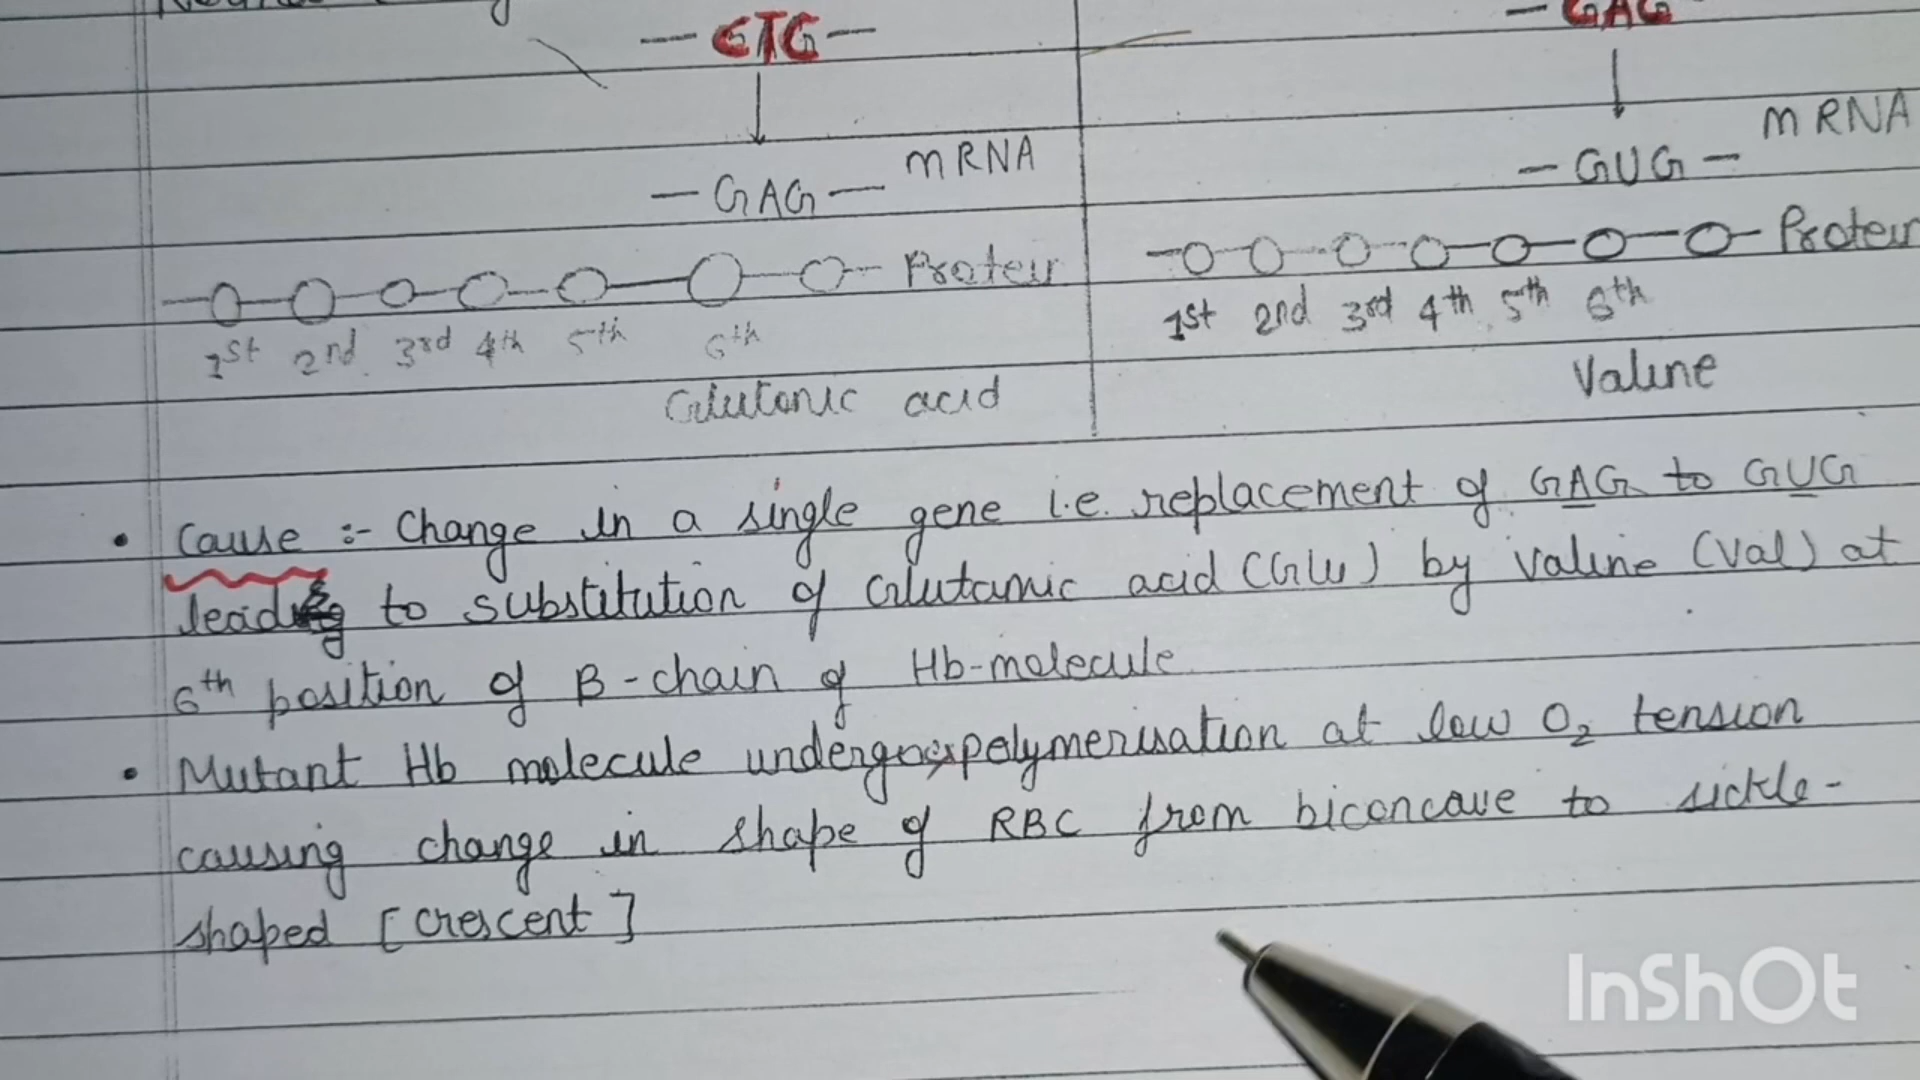 — CTC —
— GAG
mRNA
mRNA
— GAG —
— GUG —
Protein
Protein
1st 2nd 3rd 4th 5th 6th
1st 2nd 3rd 4th 5th 6th
Glutamic acid
Valine
• Cause :- Change in a single gene i.e. replacement of GAG to GUG
leading to substitution of Glutamic acid (Glu) by Valine (Val) at
6th position of B-chain of Hb-molecule
• Mutant Hb molecule undergoes polymerisation at low O2 tension
causing change in shape of RBC from biconcave to sickle-
shaped [crescent]
InShOt